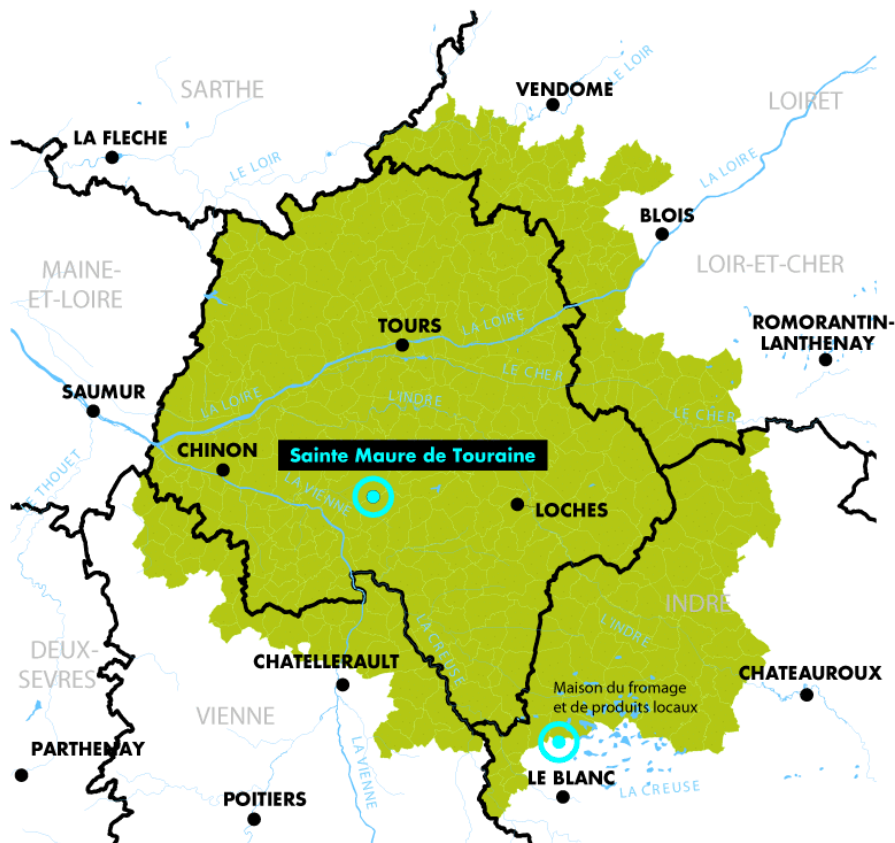 SARTHE
VENDOME
LE LOIR
LOIRET
LA FLECHE
LE LOIR
LA LOIRE
BLOIS
MAINE-
ET-LOIRE
LOIR-ET-CHER
TOURS
LA LOIRE
ROMORANTIN-
LANTHENAY
LE CHER
SAUMUR
LA LOIRE
L'INDRE
LE CHER
CHINON
Sainte Maure de Touraine
LE THOUET
LA VIENNE
LOCHES
INDRE
L'INDRE
DEUX-
SEVRES
CHATELLERAULT
LA CREUSE
CHATEAUROUX
Maison du fromage
et de produits locaux
VIENNE
PARTHENAY
LA VIENNE
LE BLANC
LA CREUSE
POITIERS